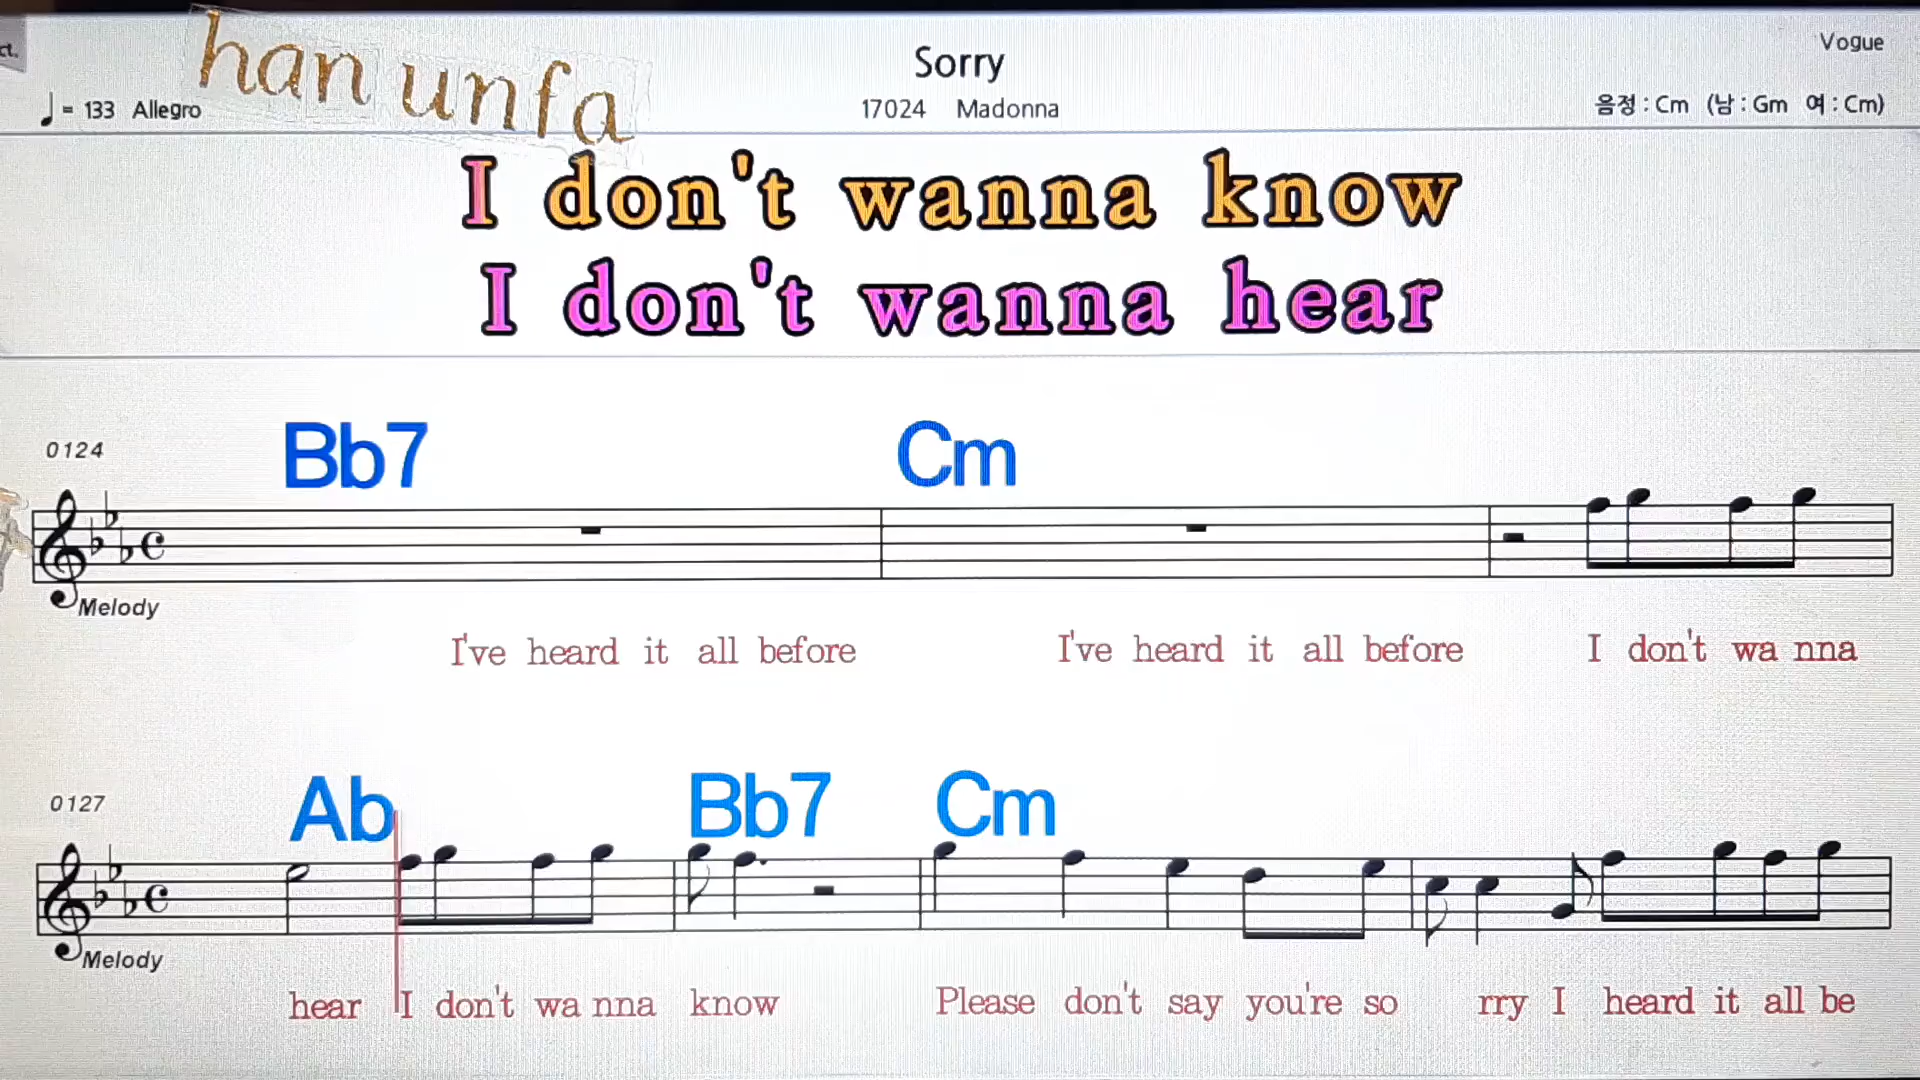 ct.
han unfa
Sorry
Vogue
♩ = 133 Allegro
17024 Madonna
음정 : Cm (남 : Gm 여 : Cm)
I don't wanna know
I don't wanna hear
0124
Bb7 Cm
Melody
I've heard it all before I've heard it all before I don't wa nna
0127
Ab Bb7 Cm
Melody
hear I don't wa nna know Please don't say you're so rry I heard it all be